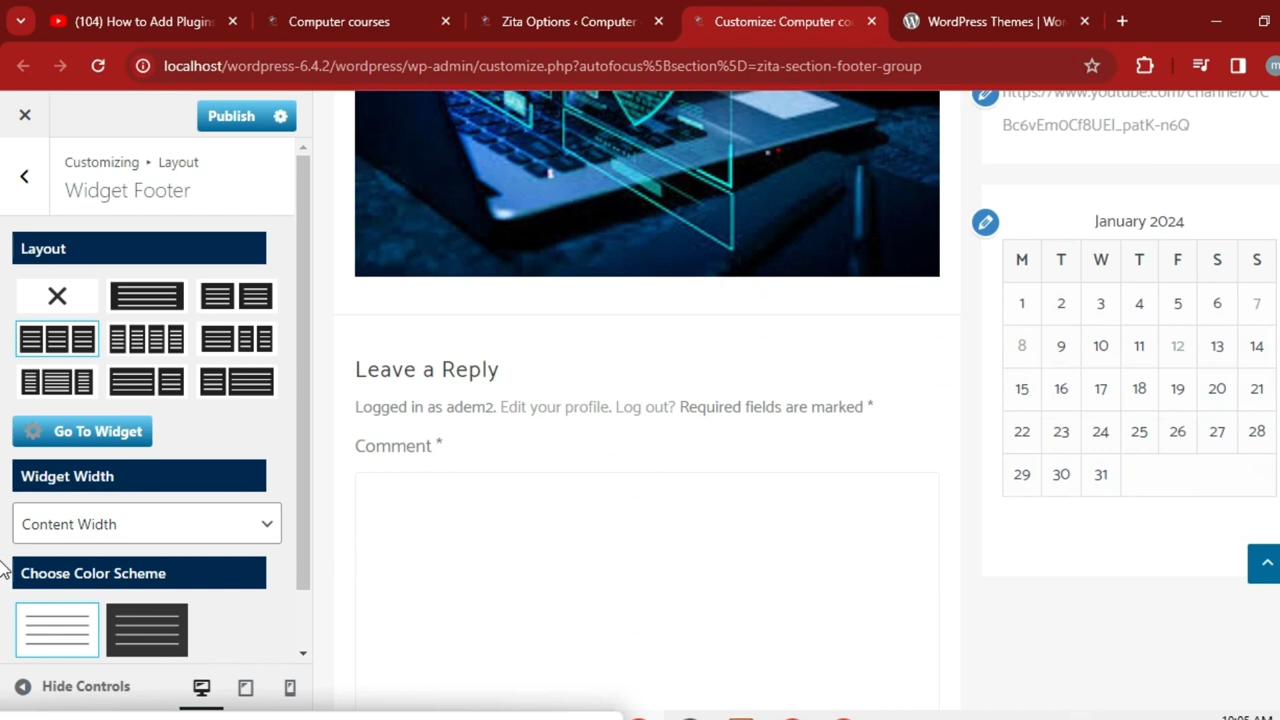 (104) How to Add Plugins
Computer courses
Zita Options ‹ Computer
Customize: Computer co
WordPress Themes | Wor
localhost/wordpress-6.4.2/wordpress/wp-admin/customize.php?autofocus%5Bsection%5D=zita-section-footer-group
Publish
Customizing ▸ Layout
Widget Footer
Layout
Go To Widget
Widget Width
Content Width
Choose Color Scheme
Hide Controls
Leave a Reply
Logged in as adem2. Edit your profile. Log out? Required fields are marked *
Comment *
https://www.youtube.com/channel/UC
Bc6vEm0Cf8UEl_patK-n6Q
January 2024
M T W T F S S
1 2 3 4 5 6 7
8 9 10 11 12 13 14
15 16 17 18 19 20 21
22 23 24 25 26 27 28
29 30 31
10:05 AM